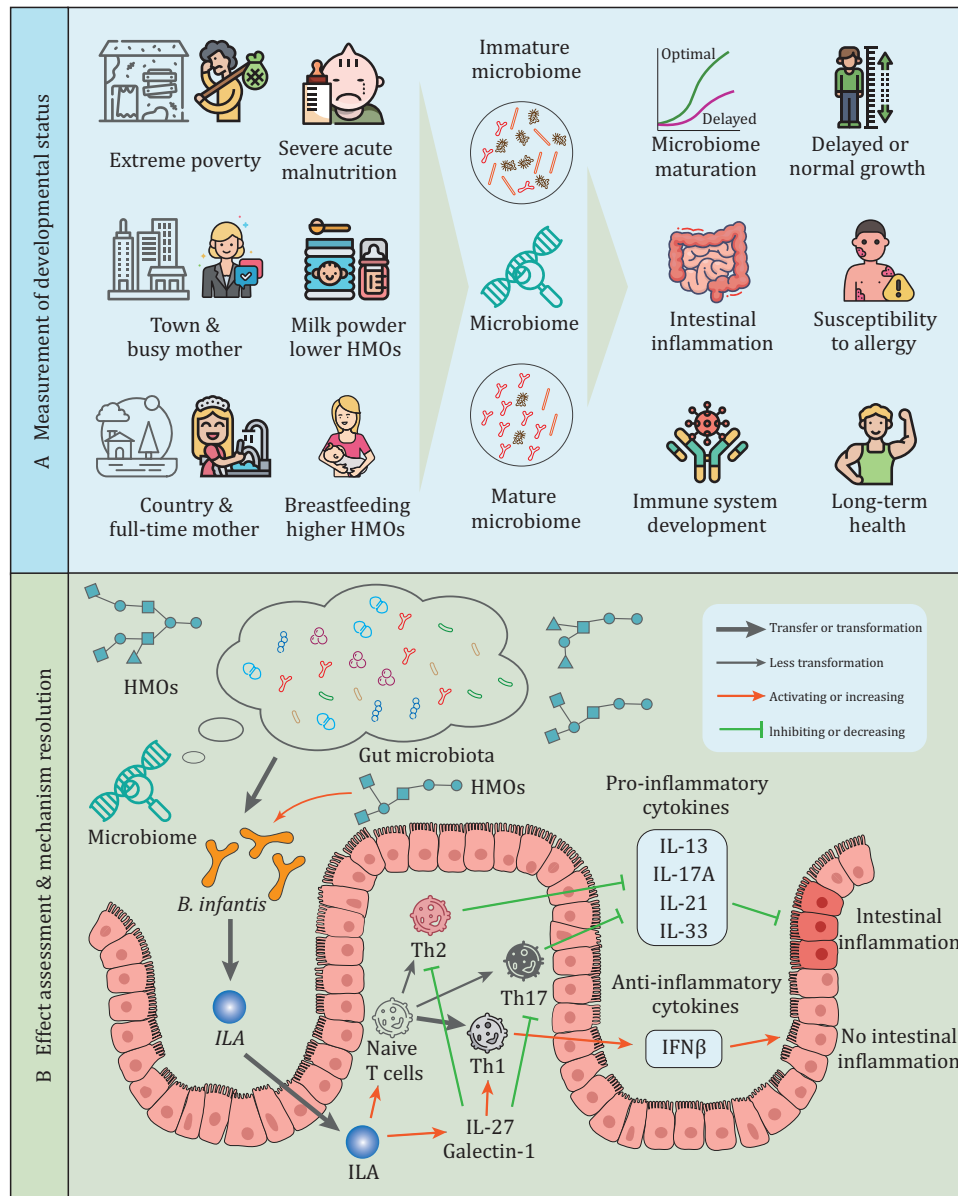 A Measurement of developmental status
Extreme poverty
Severe acute
malnutrition
Town &
busy mother
Milk powder
lower HMOs
Country &
full-time mother
Breastfeeding
higher HMOs
Immature
microbiome
Microbiome
Mature
microbiome
Optimal
Delayed
Microbiome
maturation
Delayed or
normal growth
Intestinal
inflammation
Susceptibility
to allergy
Immune system
development
Long-term
health
B Effect assessment & mechanism resolution
HMOs
Gut microbiota
Microbiome
HMOs
B. infantis
ILA
ILA
Naive
T cells
Th2
Th17
Th1
IL-27
Galectin-1
Transfer or transformation
Less transformation
Activating or increasing
Inhibiting or decreasing
Pro-inflammatory
cytokines
IL-13
IL-17A
IL-21
IL-33
Anti-inflammatory
cytokines
IFNβ
Intestinal
inflammation
No intestinal
inflammation